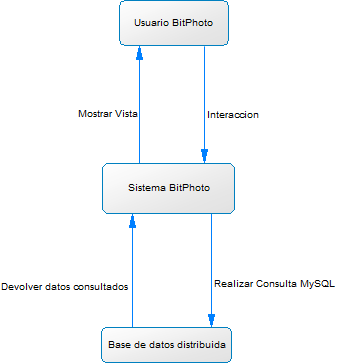 Usuario BitPhoto
Mostrar Vista
Interaccion
Sistema BitPhoto
Devolver datos consultados
Realizar Consulta MySQL
Base de datos distribuida